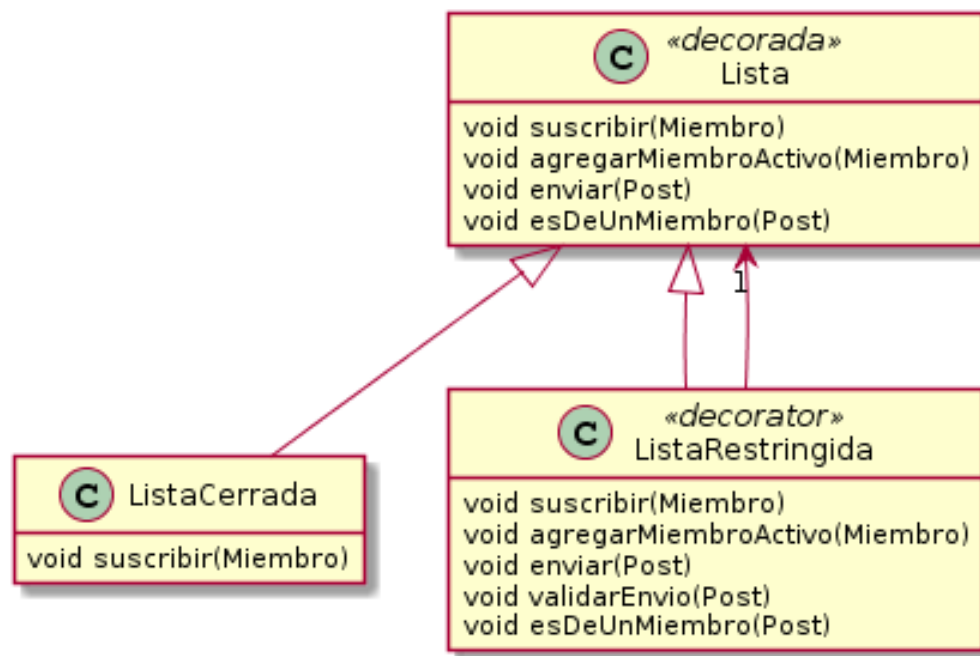 C «decorada»
Lista
void suscribir(Miembro)
void agregarMiembroActivo(Miembro)
void enviar(Post)
void esDeUnMiembro(Post)
1
C ListaCerrada
void suscribir(Miembro)
C «decorator»
ListaRestringida
void suscribir(Miembro)
void agregarMiembroActivo(Miembro)
void enviar(Post)
void validarEnvio(Post)
void esDeUnMiembro(Post)